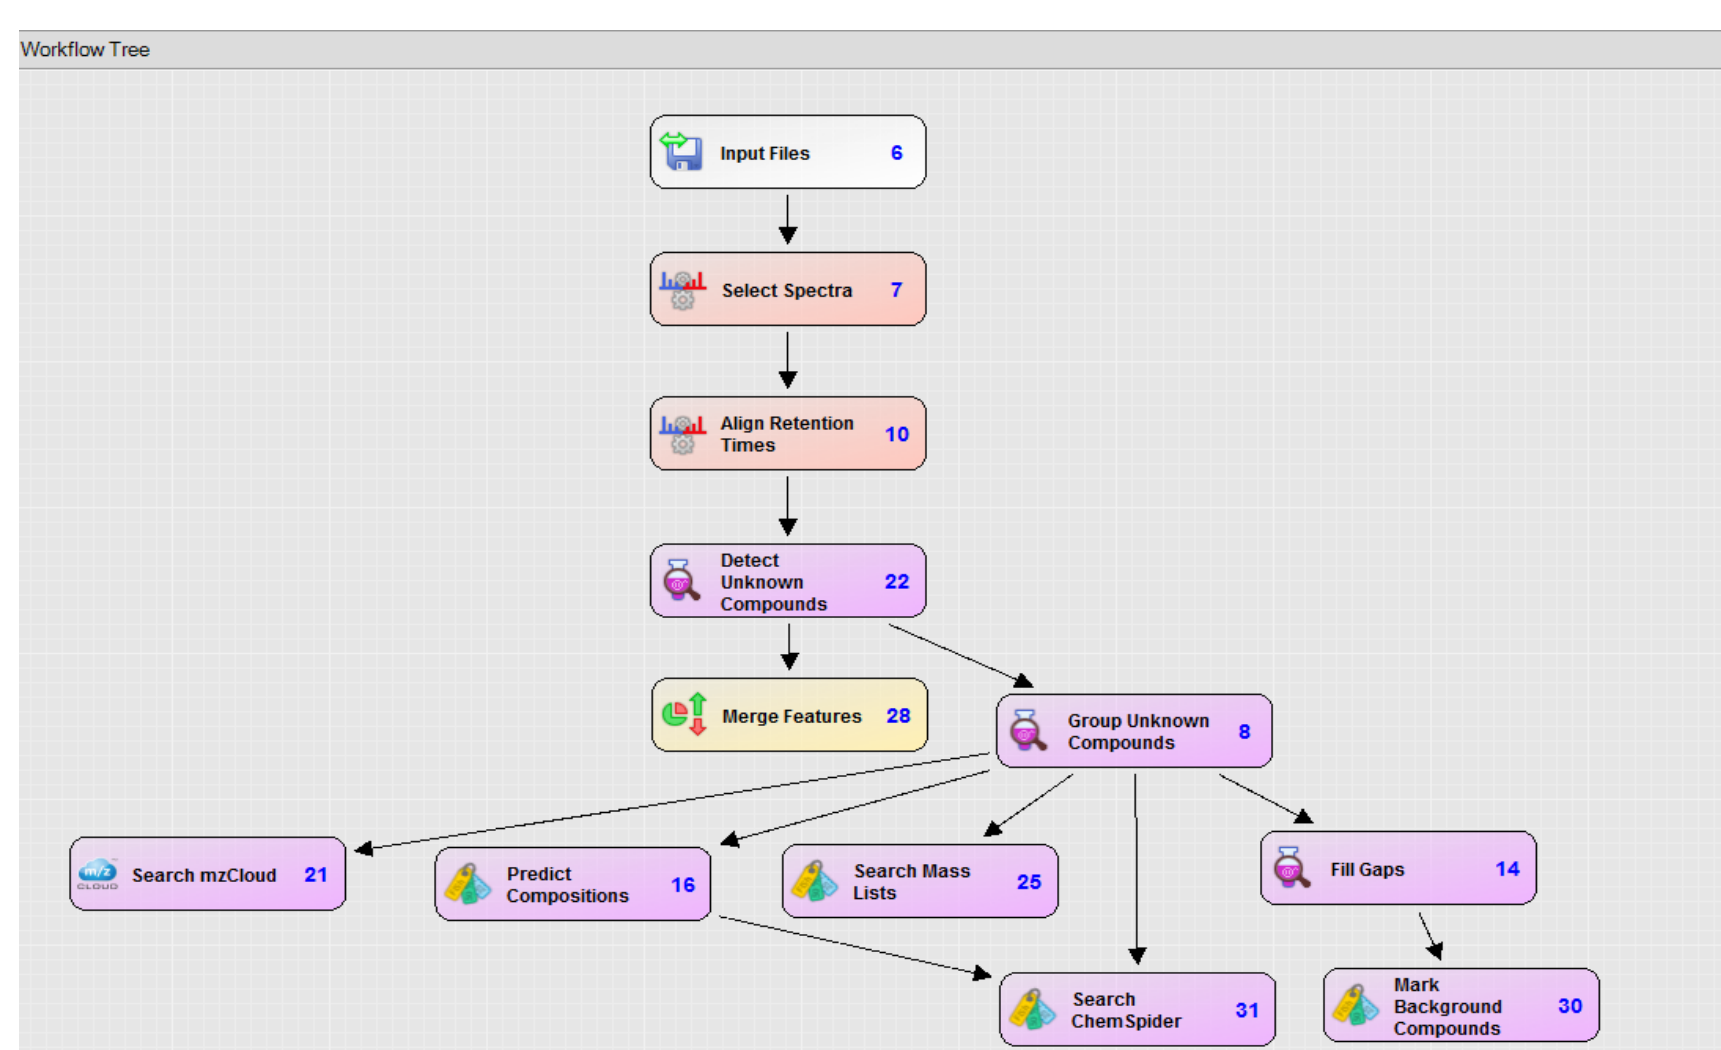 Workflow Tree
Input Files 6
Select Spectra 7
Align Retention
Times 10
Detect
Unknown 22
Compounds
Merge Features 28
Group Unknown
Compounds 8
m/z
CLOUD
Search mzCloud 21
Predict
Compositions 16
Search Mass
Lists 25
Fill Gaps 14
Search
ChemSpider 31
Mark
Background 30
Compounds